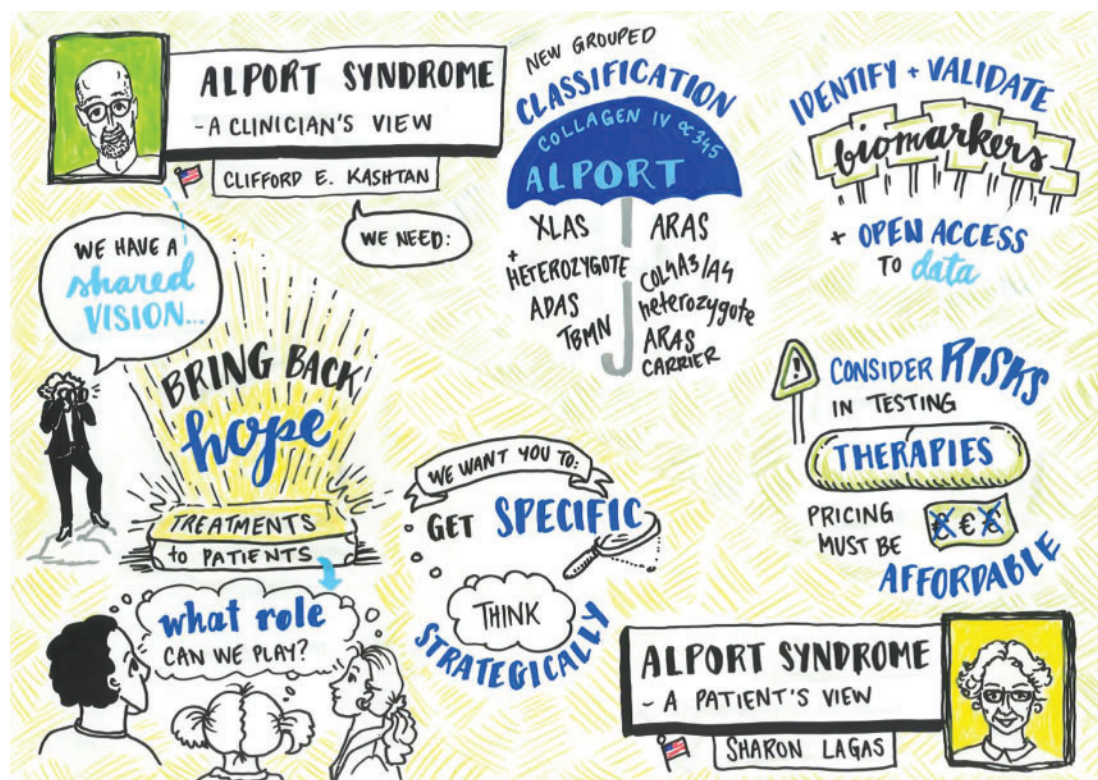 ALPORT SYNDROME
- A CLINICIAN'S VIEW
CLIFFORD E. KASHTAN
WE NEED:
NEW GROUPED
CLASSIFICATION
COLLAGEN IV α345
ALPORT
XLAS
+
HETEROZYGOTE
ADAS
TBMN
ARAS
COL4A3/A4
heterozygote
ARAS
CARRIER
IDENTIFY + VALIDATE
biomarkers
+ OPEN ACCESS
TO data
CONSIDER RISKS
IN TESTING
THERAPIES
PRICING
MUST BE
€ € €
AFFORDABLE
WE HAVE A
shared
VISION...
BRING BACK
hope
TREATMENTS
to PATIENTS
what role
CAN WE PLAY?
WE WANT YOU TO:
GET SPECIFIC
THINK
STRATEGICALLY
ALPORT SYNDROME
- A PATIENT'S VIEW
SHARON LAGAS